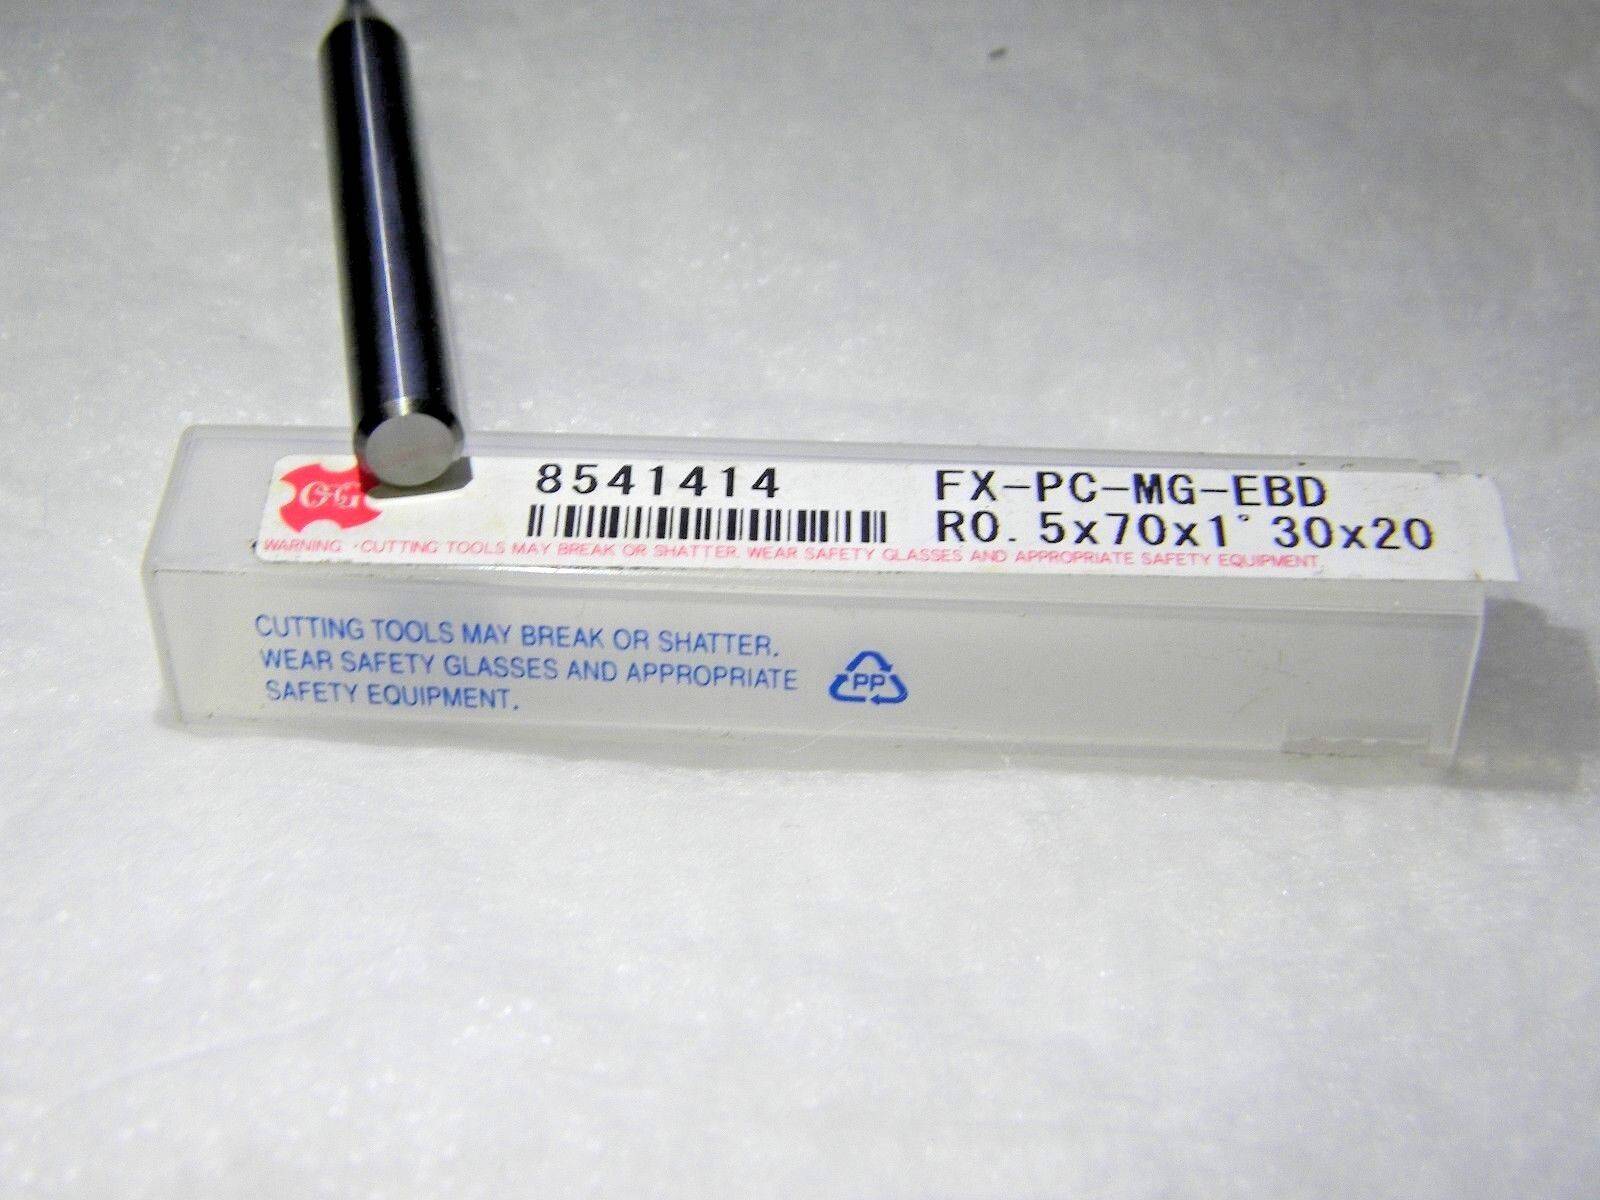 OSG
8541414
FX-PC-MG-EBD
R0.5x70x1°30x20
WARNING ・CUTTING TOOLS MAY BREAK OR SHATTER. WEAR SAFETY GLASSES AND APPROPRIATE SAFETY EQUIPMENT.
CUTTING TOOLS MAY BREAK OR SHATTER.
WEAR SAFETY GLASSES AND APPROPRIATE
SAFETY EQUIPMENT.
PP